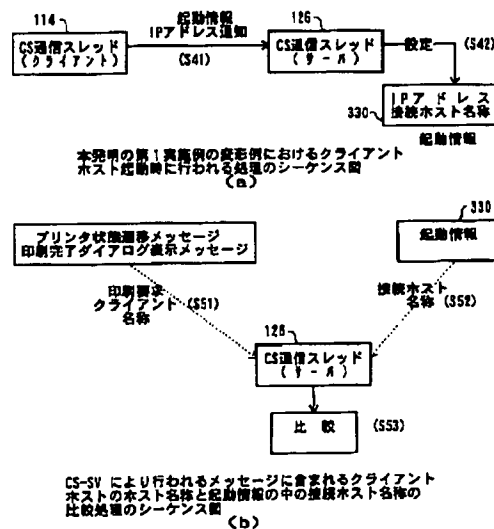 114
CS通信スレッド
(クライアント)
起動情報
IPアドレス通知
(S41)
126
CS通信スレッド
(サーバ)
設定
(S42)
IPアドレス
接続ホスト名称
330
起動情報
本発明の第1実施例の変形例におけるクライアント
ホスト起動時に行われる処理のシーケンス図
(a)
プリンタ状態遷移メッセージ
印刷完了ダイアログ表示メッセージ
330
起動情報
印刷要求
クライアント (S51)
名称
接続ホスト
名称 (S52)
126
CS通信スレッド
(サーバ)
比較
(S53)
CS-SV により行われるメッセージに含まれるクライアント
ホストのホスト名称と起動情報の中の接続ホスト名称の
比較処理のシーケンス図
(b)